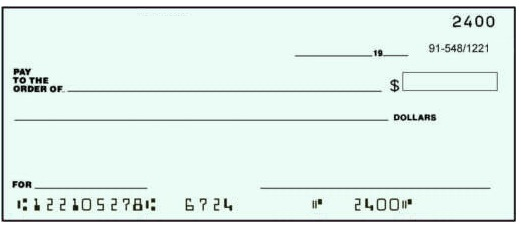 2400
19 91-548/1221
PAY
TO THE
ORDER OF $
DOLLARS
FOR
⑆122105278⑆ 6724 ⑈ 2400⑈